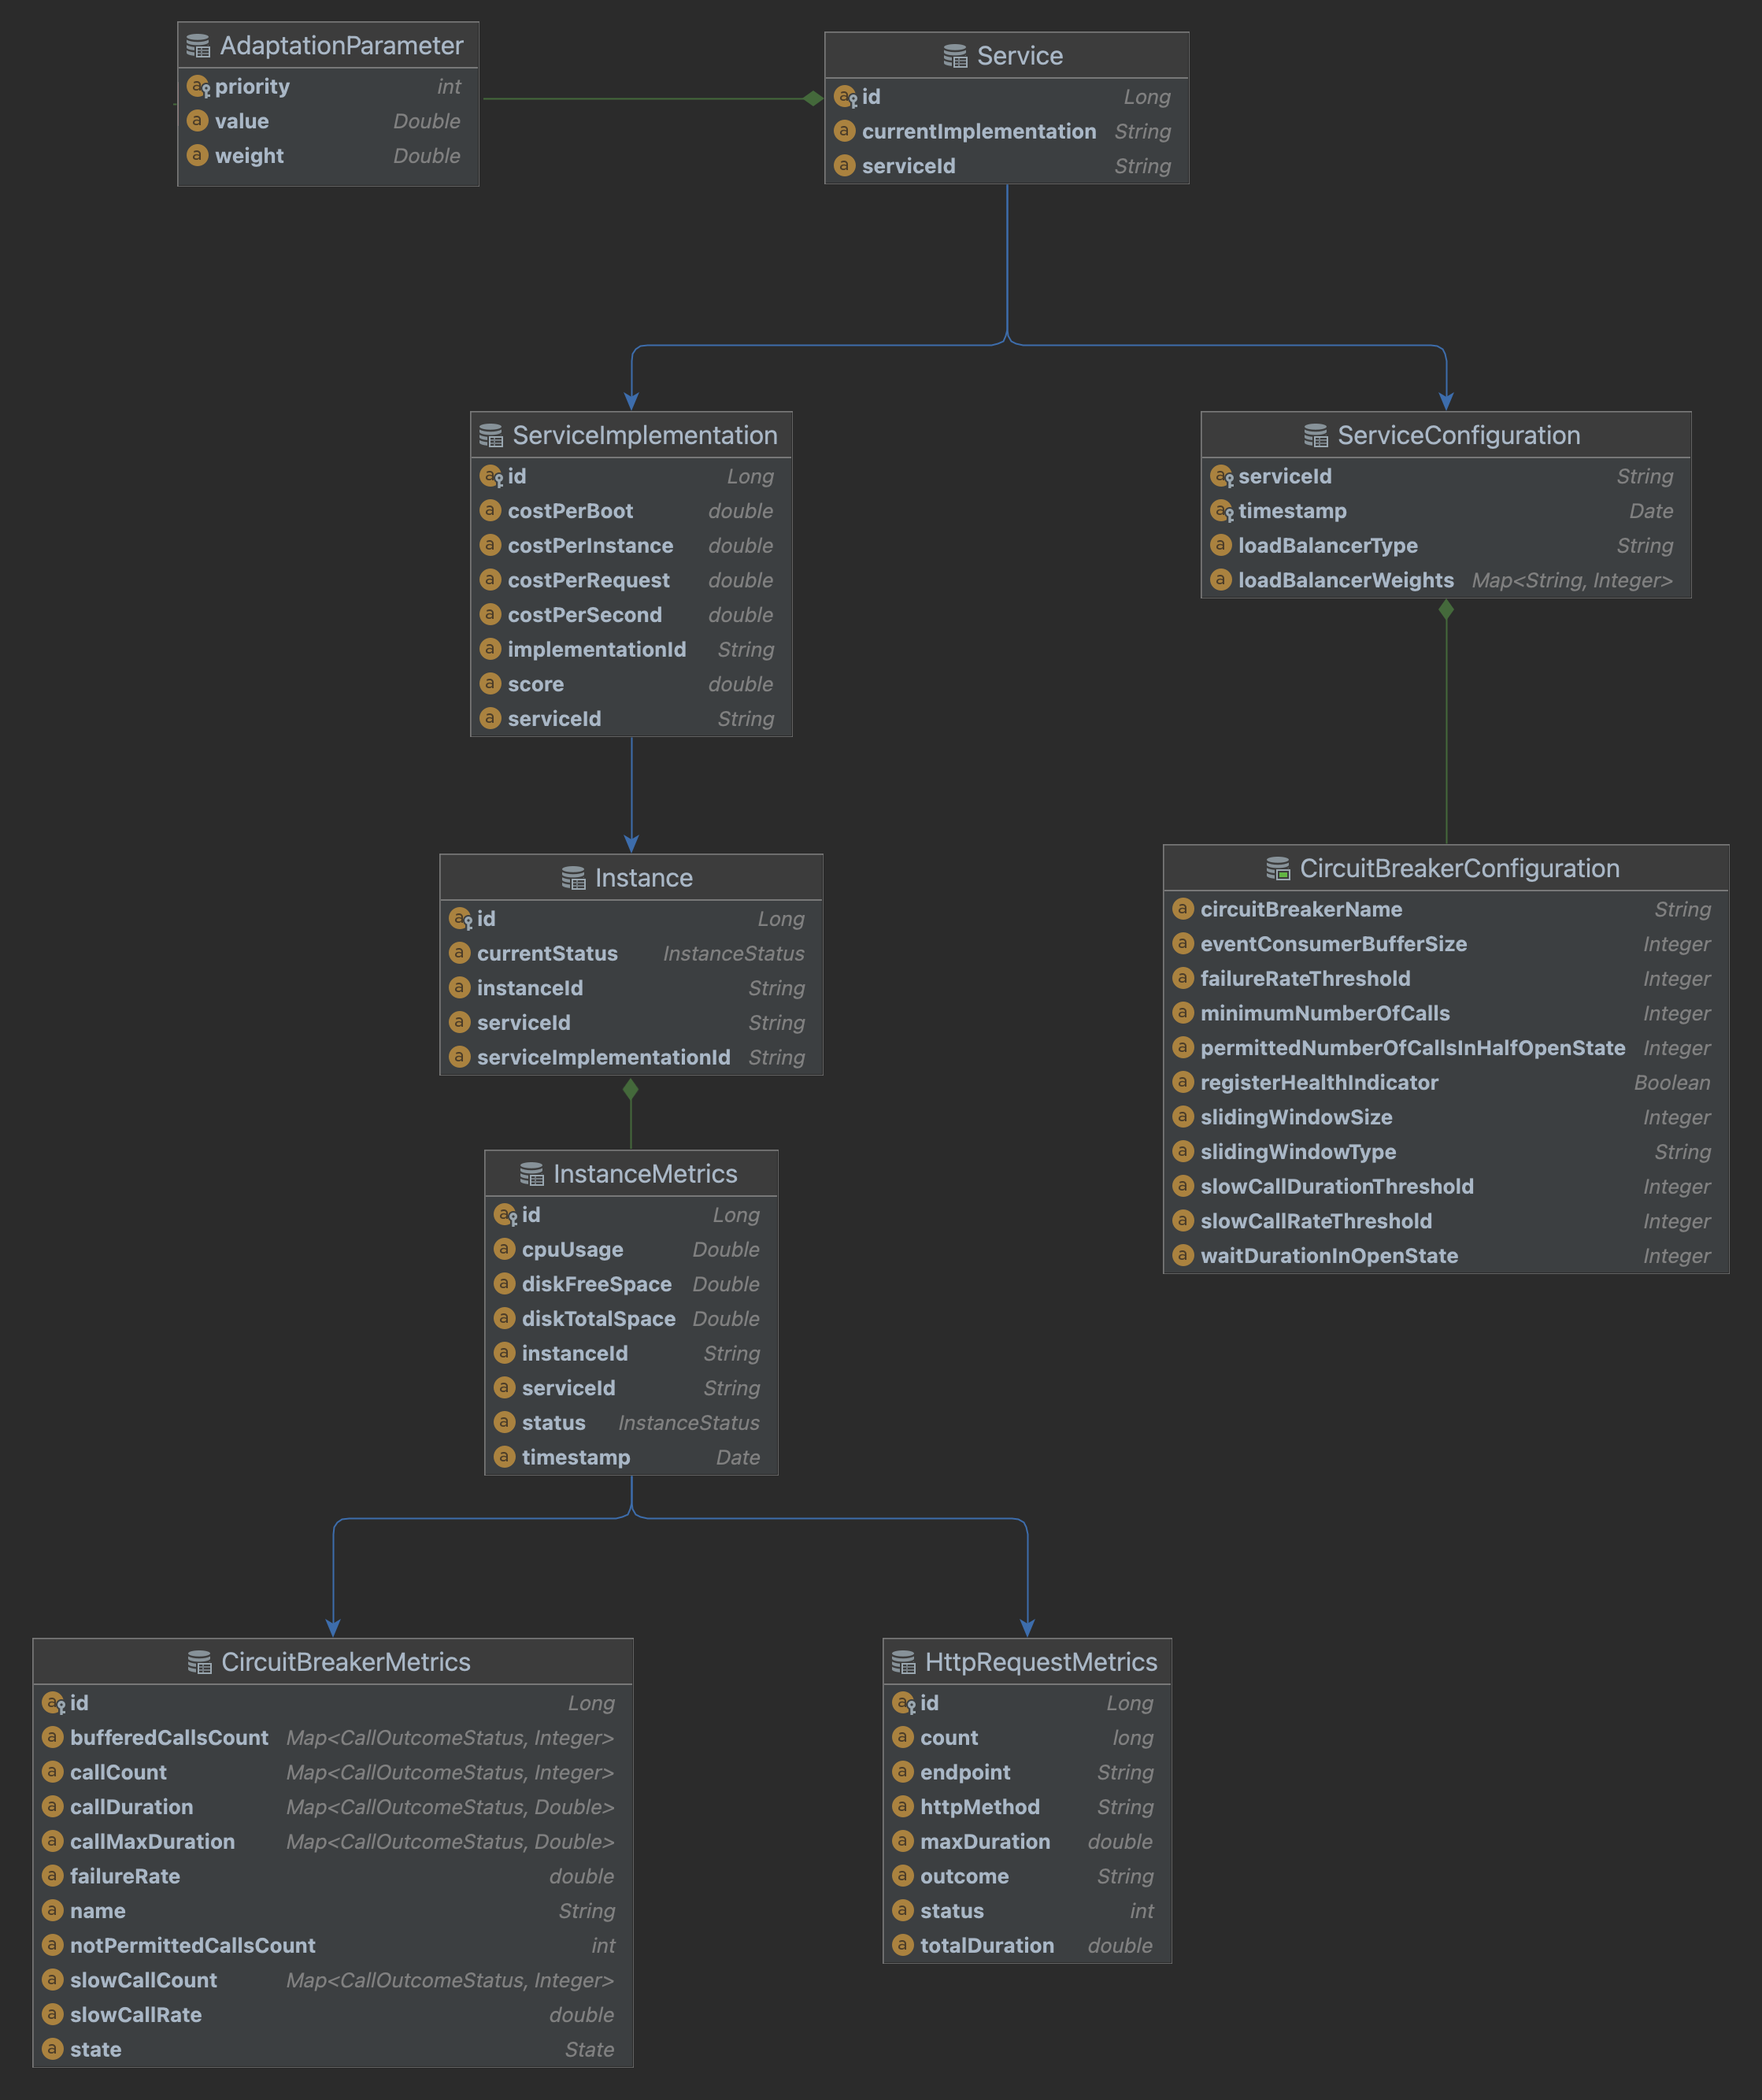 AdaptationParameter
priority int
value Double
weight Double
Service
id Long
currentImplementation String
serviceId String
ServiceImplementation
id Long
costPerBoot double
costPerInstance double
costPerRequest double
costPerSecond double
implementationId String
score double
serviceId String
ServiceConfiguration
serviceId String
timestamp Date
loadBalancerType String
loadBalancerWeights Map<String, Integer>
Instance
id Long
currentStatus InstanceStatus
instanceId String
serviceId String
serviceImplementationId String
CircuitBreakerConfiguration
circuitBreakerName String
eventConsumerBufferSize Integer
failureRateThreshold Integer
minimumNumberOfCalls Integer
permittedNumberOfCallsInHalfOpenState Integer
registerHealthIndicator Boolean
slidingWindowSize Integer
slidingWindowType String
slowCallDurationThreshold Integer
slowCallRateThreshold Integer
waitDurationInOpenState Integer
InstanceMetrics
id Long
cpuUsage Double
diskFreeSpace Double
diskTotalSpace Double
instanceId String
serviceId String
status InstanceStatus
timestamp Date
CircuitBreakerMetrics
id Long
bufferedCallsCount Map<CallOutcomeStatus, Integer>
callCount Map<CallOutcomeStatus, Integer>
callDuration Map<CallOutcomeStatus, Double>
callMaxDuration Map<CallOutcomeStatus, Double>
failureRate double
name String
notPermittedCallsCount int
slowCallCount Map<CallOutcomeStatus, Integer>
slowCallRate double
state State
HttpRequestMetrics
id Long
count long
endpoint String
httpMethod String
maxDuration double
outcome String
status int
totalDuration double